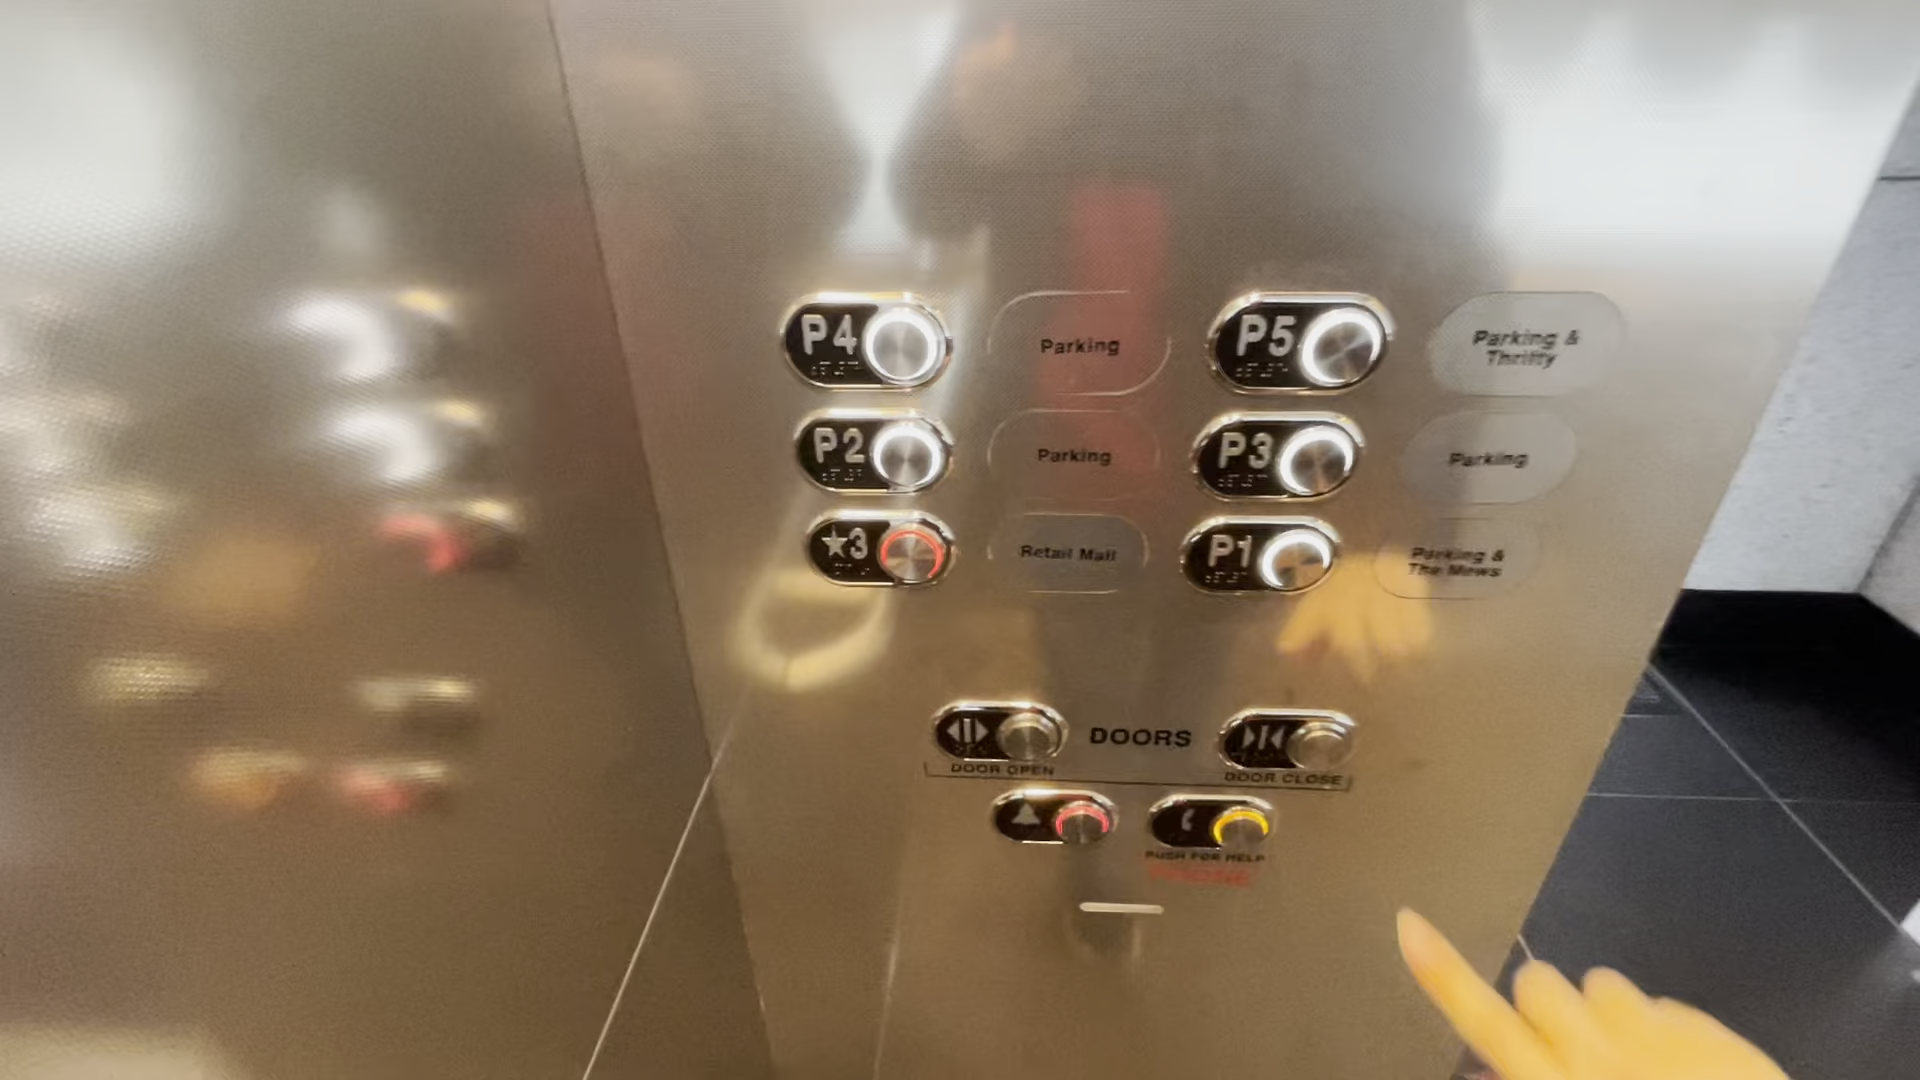 P4
Parking
P5
Parking &
Thrifty
P2
Parking
P3
Parking
★3
Retail Mall
P1
Parking &
The Mews
DOORS
DOOR OPEN
DOOR CLOSE
PUSH FOR HELP
PHONE